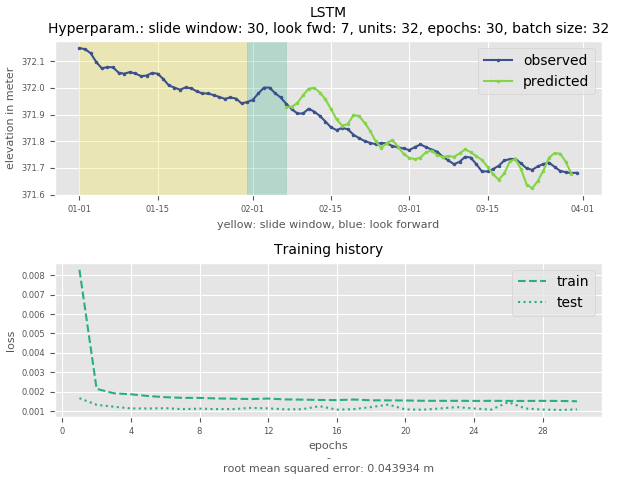 LSTM
Hyperparam.: slide window: 30, look fwd: 7, units: 32, epochs: 30, batch size: 32
observed
predicted
elevation in meter
372.1
372.0
371.9
371.8
371.7
371.6
01-01
01-15
02-01
02-15
03-01
03-15
04-01
yellow: slide window, blue: look forward
Training history
train
test
loss
0.008
0.007
0.006
0.005
0.004
0.003
0.002
0.001
0
4
8
12
16
20
24
28
epochs
-
root mean squared error: 0.043934 m